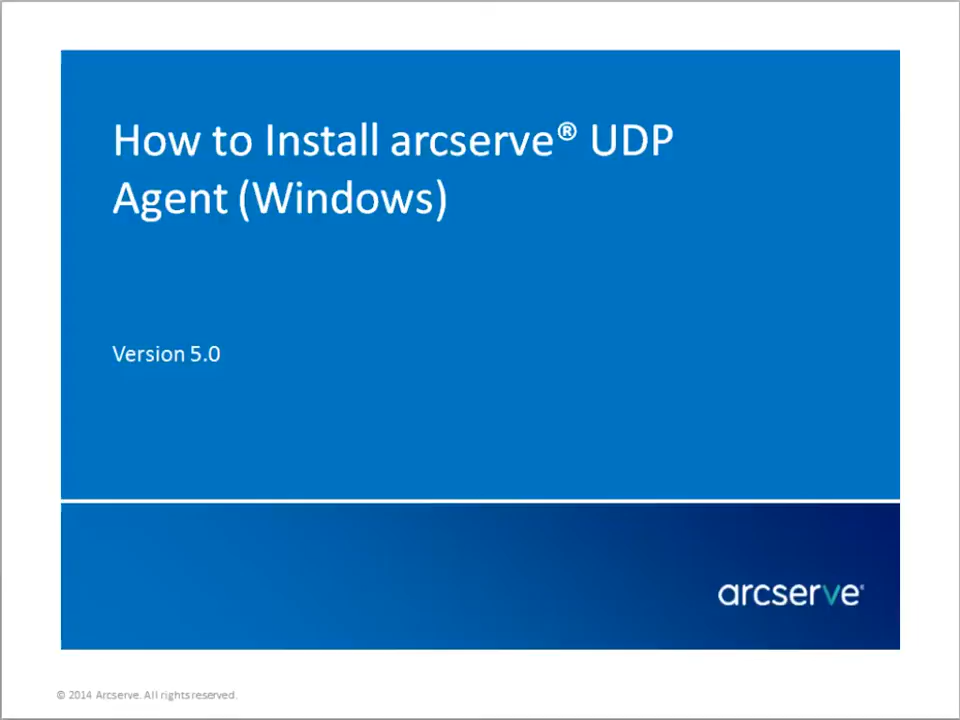 How to Install arcserve® UDP
Agent (Windows)
Version 5.0
arcserve®
© 2014 Arcserve. All rights reserved.